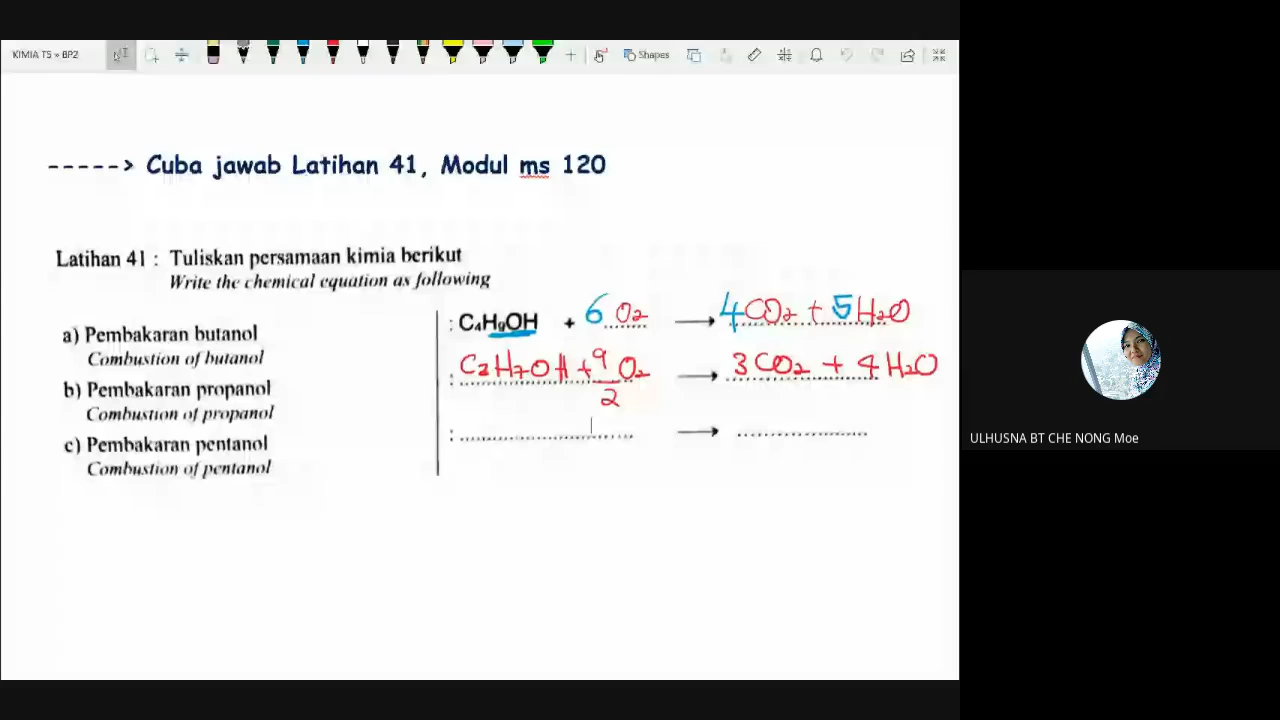 KIMIA T5 » BP2
Shapes
-----> Cuba jawab Latihan 41, Modul ms 120
Latihan 41 : Tuliskan persamaan kimia berikut
Write the chemical equation as following
a) Pembakaran butanol : C₄H₉OH + 6 O₂ ⟶ 4CO₂ + 5H₂O
Combustion of butanol
b) Pembakaran propanol : C₃H₇OH + 9/2 O₂ ⟶ 3CO₂ + 4H₂O
Combustion of propanol
c) Pembakaran pentanol : .............................. ⟶ ......................
Combustion of pentanol
ULHUSNA BT CHE NONG Moe